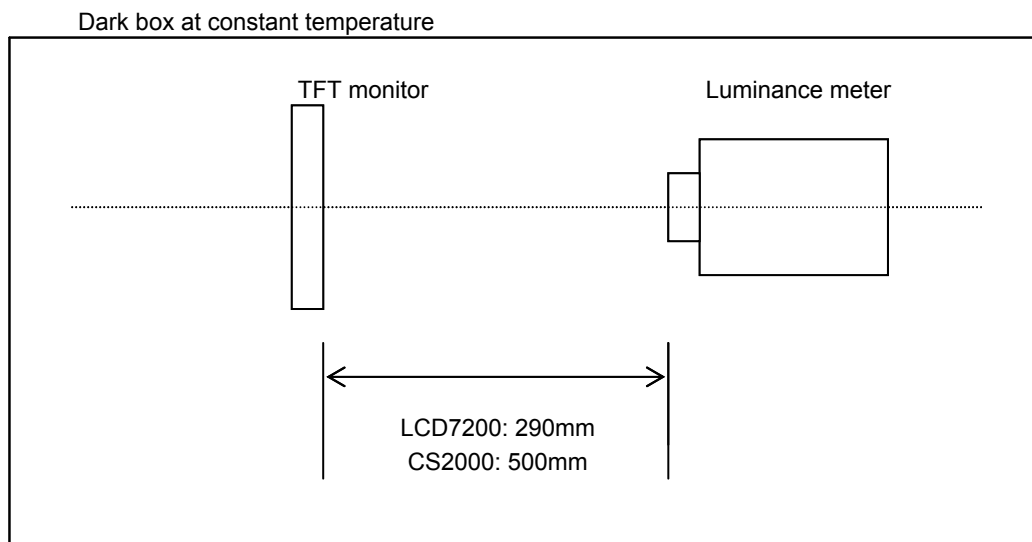 Dark box at constant temperature
TFT monitor
Luminance meter
LCD7200: 290mm
CS2000: 500mm